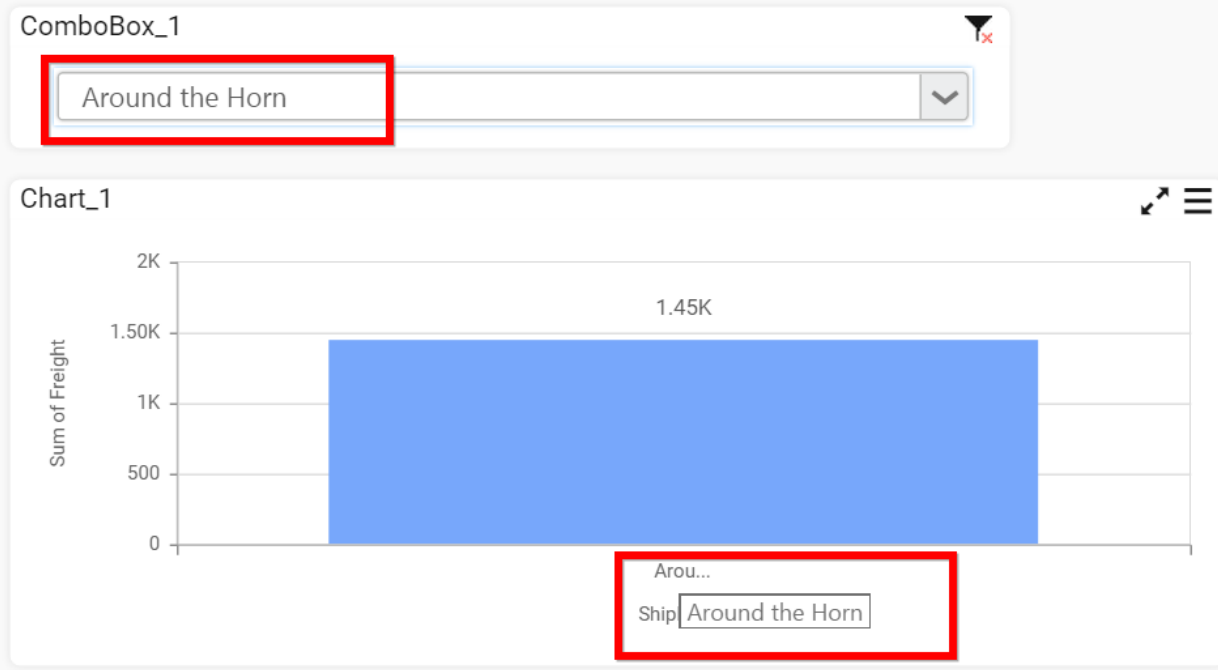 ComboBox_1
Around the Horn
Chart_1
2K
1.45K
1.50K
Sum of Freight
1K
500
0
Arou...
Ship
Around the Horn